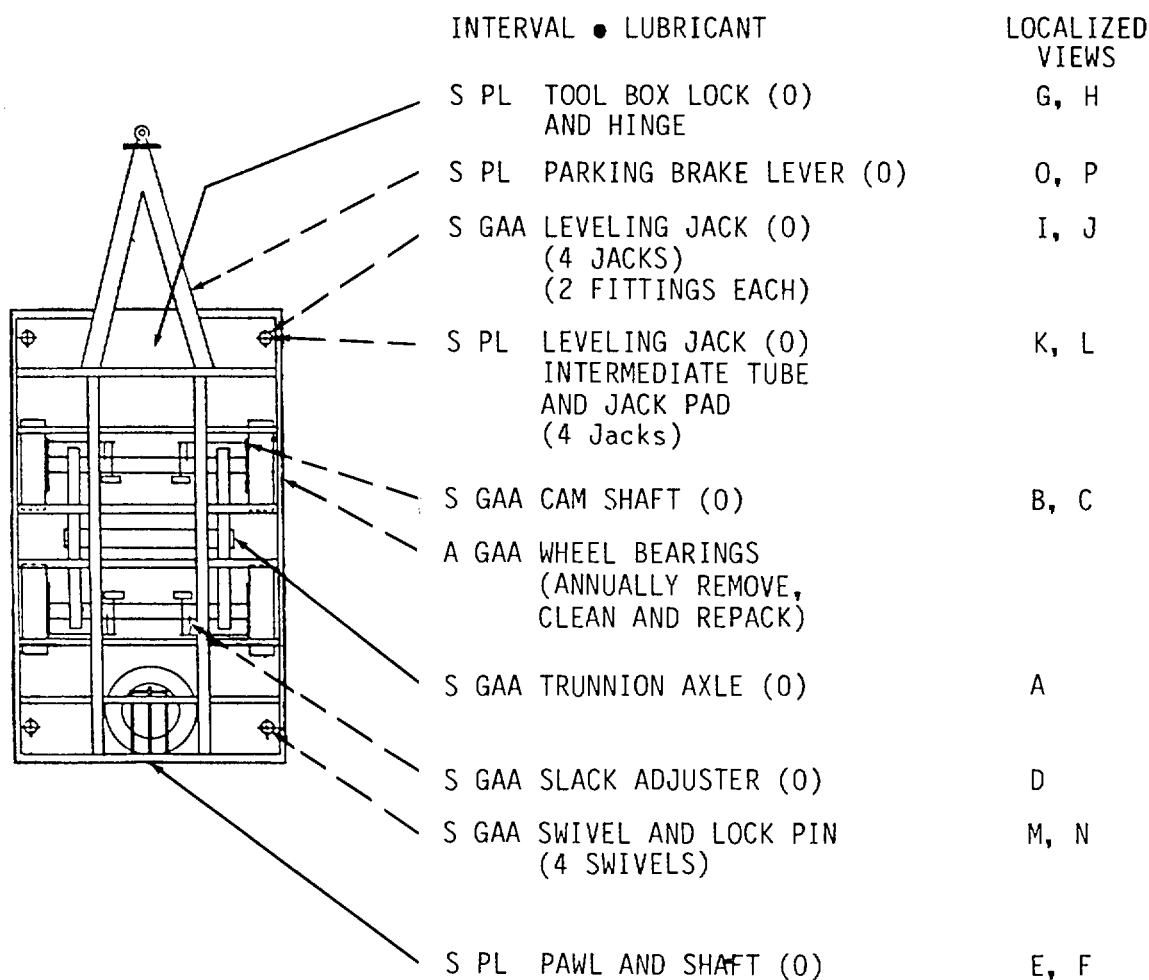 INTERVAL ● LUBRICANT LOCALIZED
VIEWS
S PL TOOL BOX LOCK (O) G, H
AND HINGE
S PL PARKING BRAKE LEVER (O) O, P
S GAA LEVELING JACK (O) I, J
(4 JACKS)
(2 FITTINGS EACH)
S PL LEVELING JACK (O) K, L
INTERMEDIATE TUBE
AND JACK PAD
(4 Jacks)
S GAA CAM SHAFT (O) B, C
A GAA WHEEL BEARINGS
(ANNUALLY REMOVE,
CLEAN AND REPACK)
S GAA TRUNNION AXLE (O) A
S GAA SLACK ADJUSTER (O) D
S GAA SWIVEL AND LOCK PIN M, N
(4 SWIVELS)
S PL PAWL AND SHAFT (O) E, F